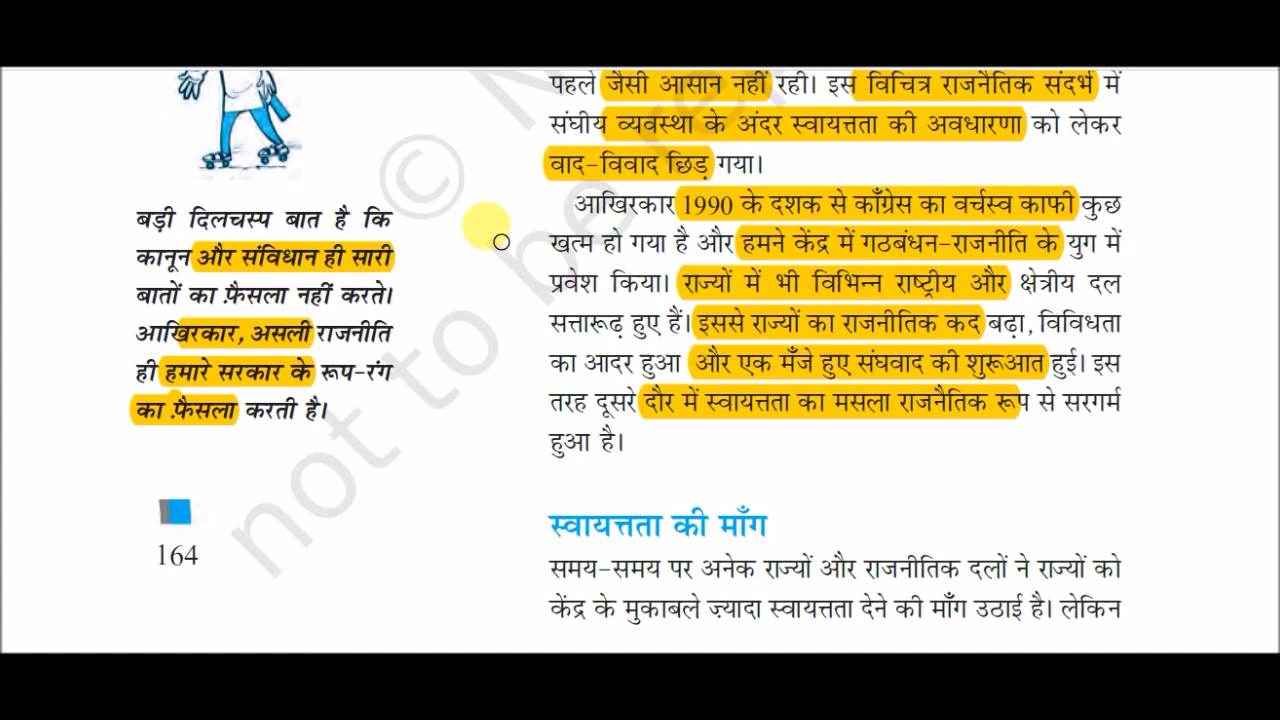 पहले जैसी आसान नहीं रही। इस विचित्र राजनैतिक संदर्भ में
संघीय व्यवस्था के अंदर स्वायत्तता की अवधारणा को लेकर
वाद-विवाद छिड़ गया।
आखिरकार 1990 के दशक से काँग्रेस का वर्चस्व काफी कुछ
खत्म हो गया है और हमने केंद्र में गठबंधन-राजनीति के युग में
प्रवेश किया। राज्यों में भी विभिन्न राष्ट्रीय और क्षेत्रीय दल
सत्तारूढ़ हुए हैं। इससे राज्यों का राजनीतिक कद बढ़ा, विविधता
का आदर हुआ और एक मँजे हुए संघवाद की शुरूआत हुई। इस
तरह दूसरे दौर में स्वायत्तता का मसला राजनैतिक रूप से सरगर्म
हुआ है।
बड़ी दिलचस्प बात है कि
कानून और संविधान ही सारी
बातों का फ़ैसला नहीं करते।
आखिरकार, असली राजनीति
ही हमारे सरकार के रूप-रंग
का फ़ैसला करती है।
164
स्वायत्तता की माँग
समय-समय पर अनेक राज्यों और राजनीतिक दलों ने राज्यों को
केंद्र के मुकाबले ज़्यादा स्वायत्तता देने की माँग उठाई है। लेकिन
© N
not to be re